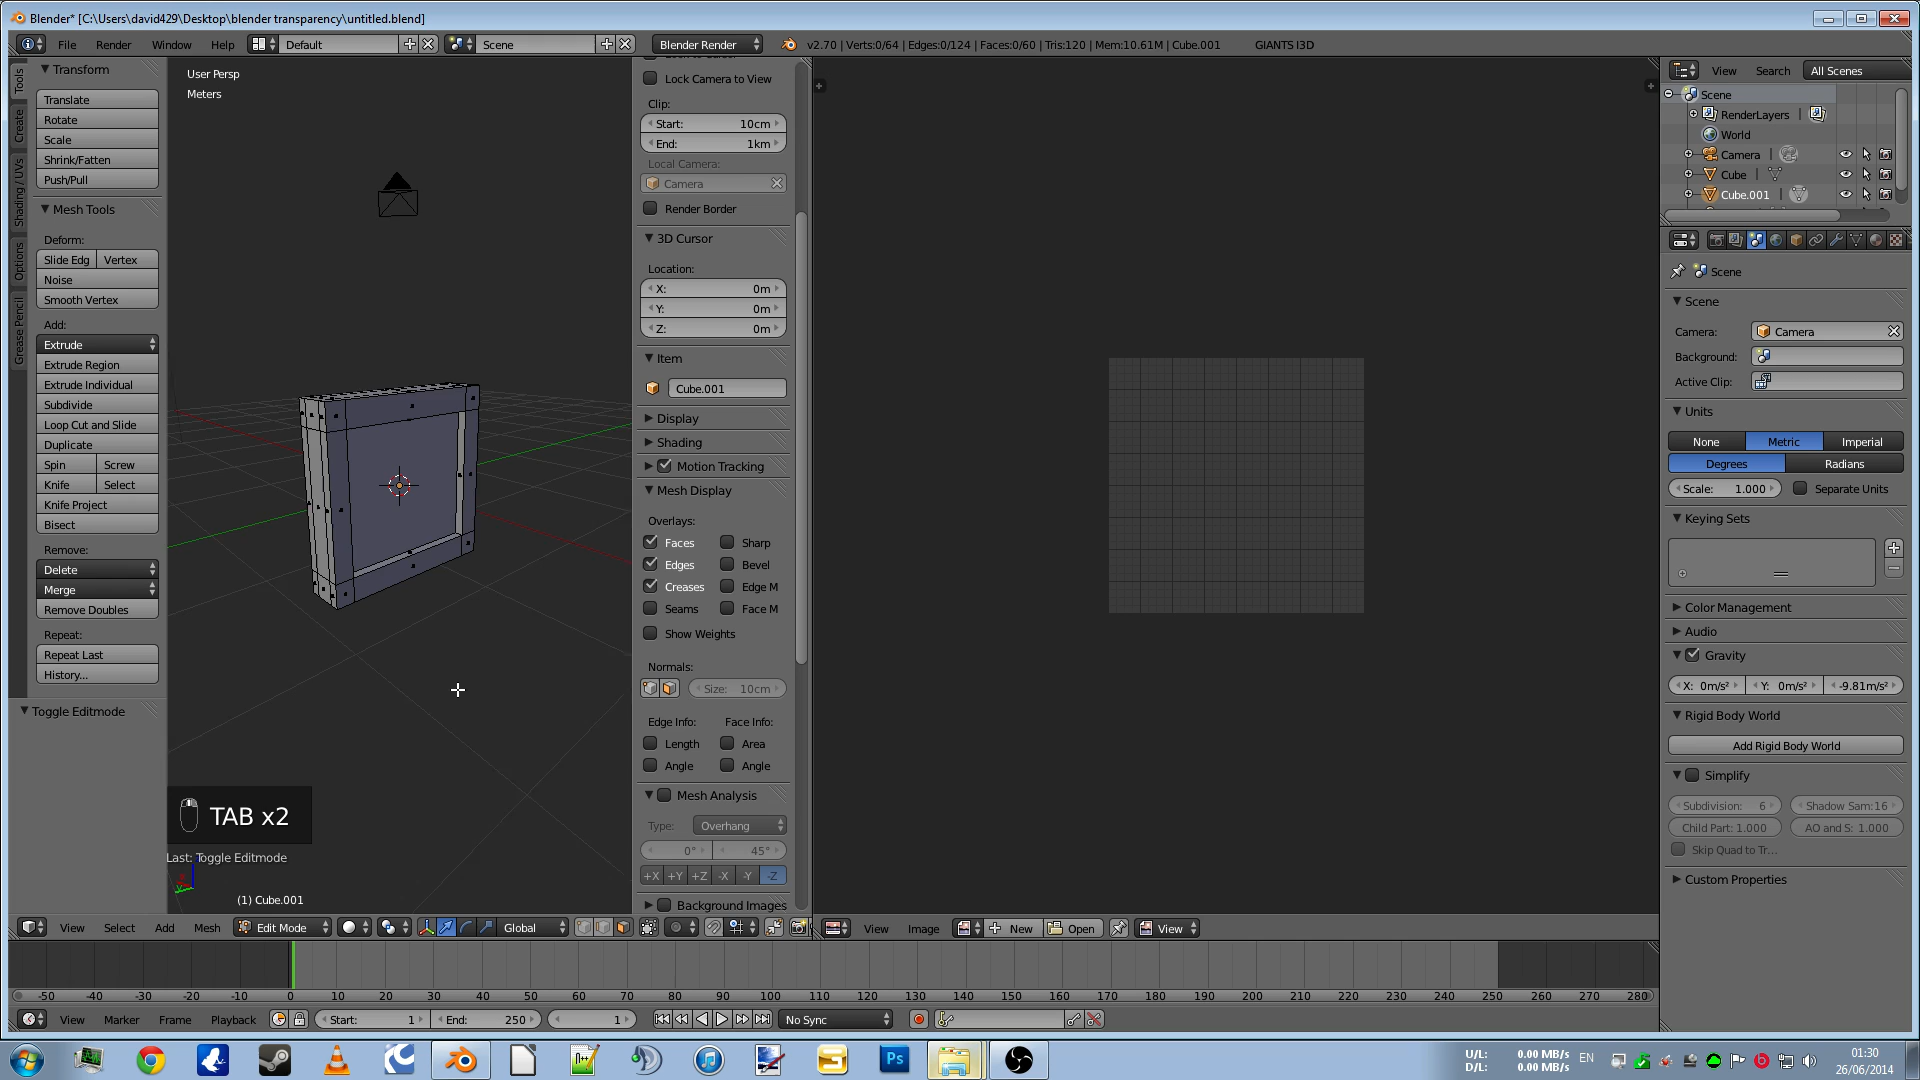 Blender* [C:\Users\david429\Desktop\blender transparency\untitled.blend]
File Render Window Help Default Scene Blender Render v2.70 | Verts:0/64 | Edges:0/124 | Faces:0/60 | Tris:120 | Mem:10.61M | Cube.001 GIANTS I3D
Tools
Create
Shading / UVs
Options
Grease Pencil
Transform
Translate
Rotate
Scale
Shrink/Fatten
Push/Pull
Mesh Tools
Deform:
Slide Edg Vertex
Noise
Smooth Vertex
Add:
Extrude
Extrude Region
Extrude Individual
Subdivide
Loop Cut and Slide
Duplicate
Spin Screw
Knife Select
Knife Project
Bisect
Remove:
Delete
Merge
Remove Doubles
Repeat:
Repeat Last
History...
Toggle Editmode
User Persp
Meters
TAB x2
Last: Toggle Editmode
(1) Cube.001
Lock Camera to View
Clip:
Start: 10cm
End: 1km
Local Camera:
Camera
Render Border
3D Cursor
Location:
X: 0m
Y: 0m
Z: 0m
Item
Cube.001
Display
Shading
Motion Tracking
Mesh Display
Overlays:
Faces Sharp
Edges Bevel
Creases Edge M
Seams Face M
Show Weights
Normals:
Size: 10cm
Edge Info: Face Info:
Length Area
Angle Angle
Mesh Analysis
Type: Overhang
0° 45°
+X +Y +Z -X -Y -Z
Background Images
View Select Add Mesh Edit Mode Global
View Image New Open View
View Search All Scenes
Scene
RenderLayers
World
Camera
Cube
Cube.001
Scene
Scene
Camera: Camera
Background:
Active Clip:
Units
None Metric Imperial
Degrees Radians
Scale: 1.000 Separate Units
Keying Sets
Color Management
Audio
Gravity
X: 0m/s² Y: 0m/s² -9.81m/s²
Rigid Body World
Add Rigid Body World
Simplify
Subdivision: 6 Shadow Sam:16
Child Part: 1.000 AO and S: 1.000
Skip Quad to Tr...
Custom Properties
-50 -40 -30 -20 -10 0 10 20 30 40 50 60 70 80 90 100 110 120 130 140 150 160 170 180 190 200 210 220 230 240 250 260 270 280
View Marker Frame Playback Start: 1 End: 250 1 No Sync
Ps
U/L: 0.00 MB/s
D/L: 0.00 MB/s
EN
01:30
26/06/2014